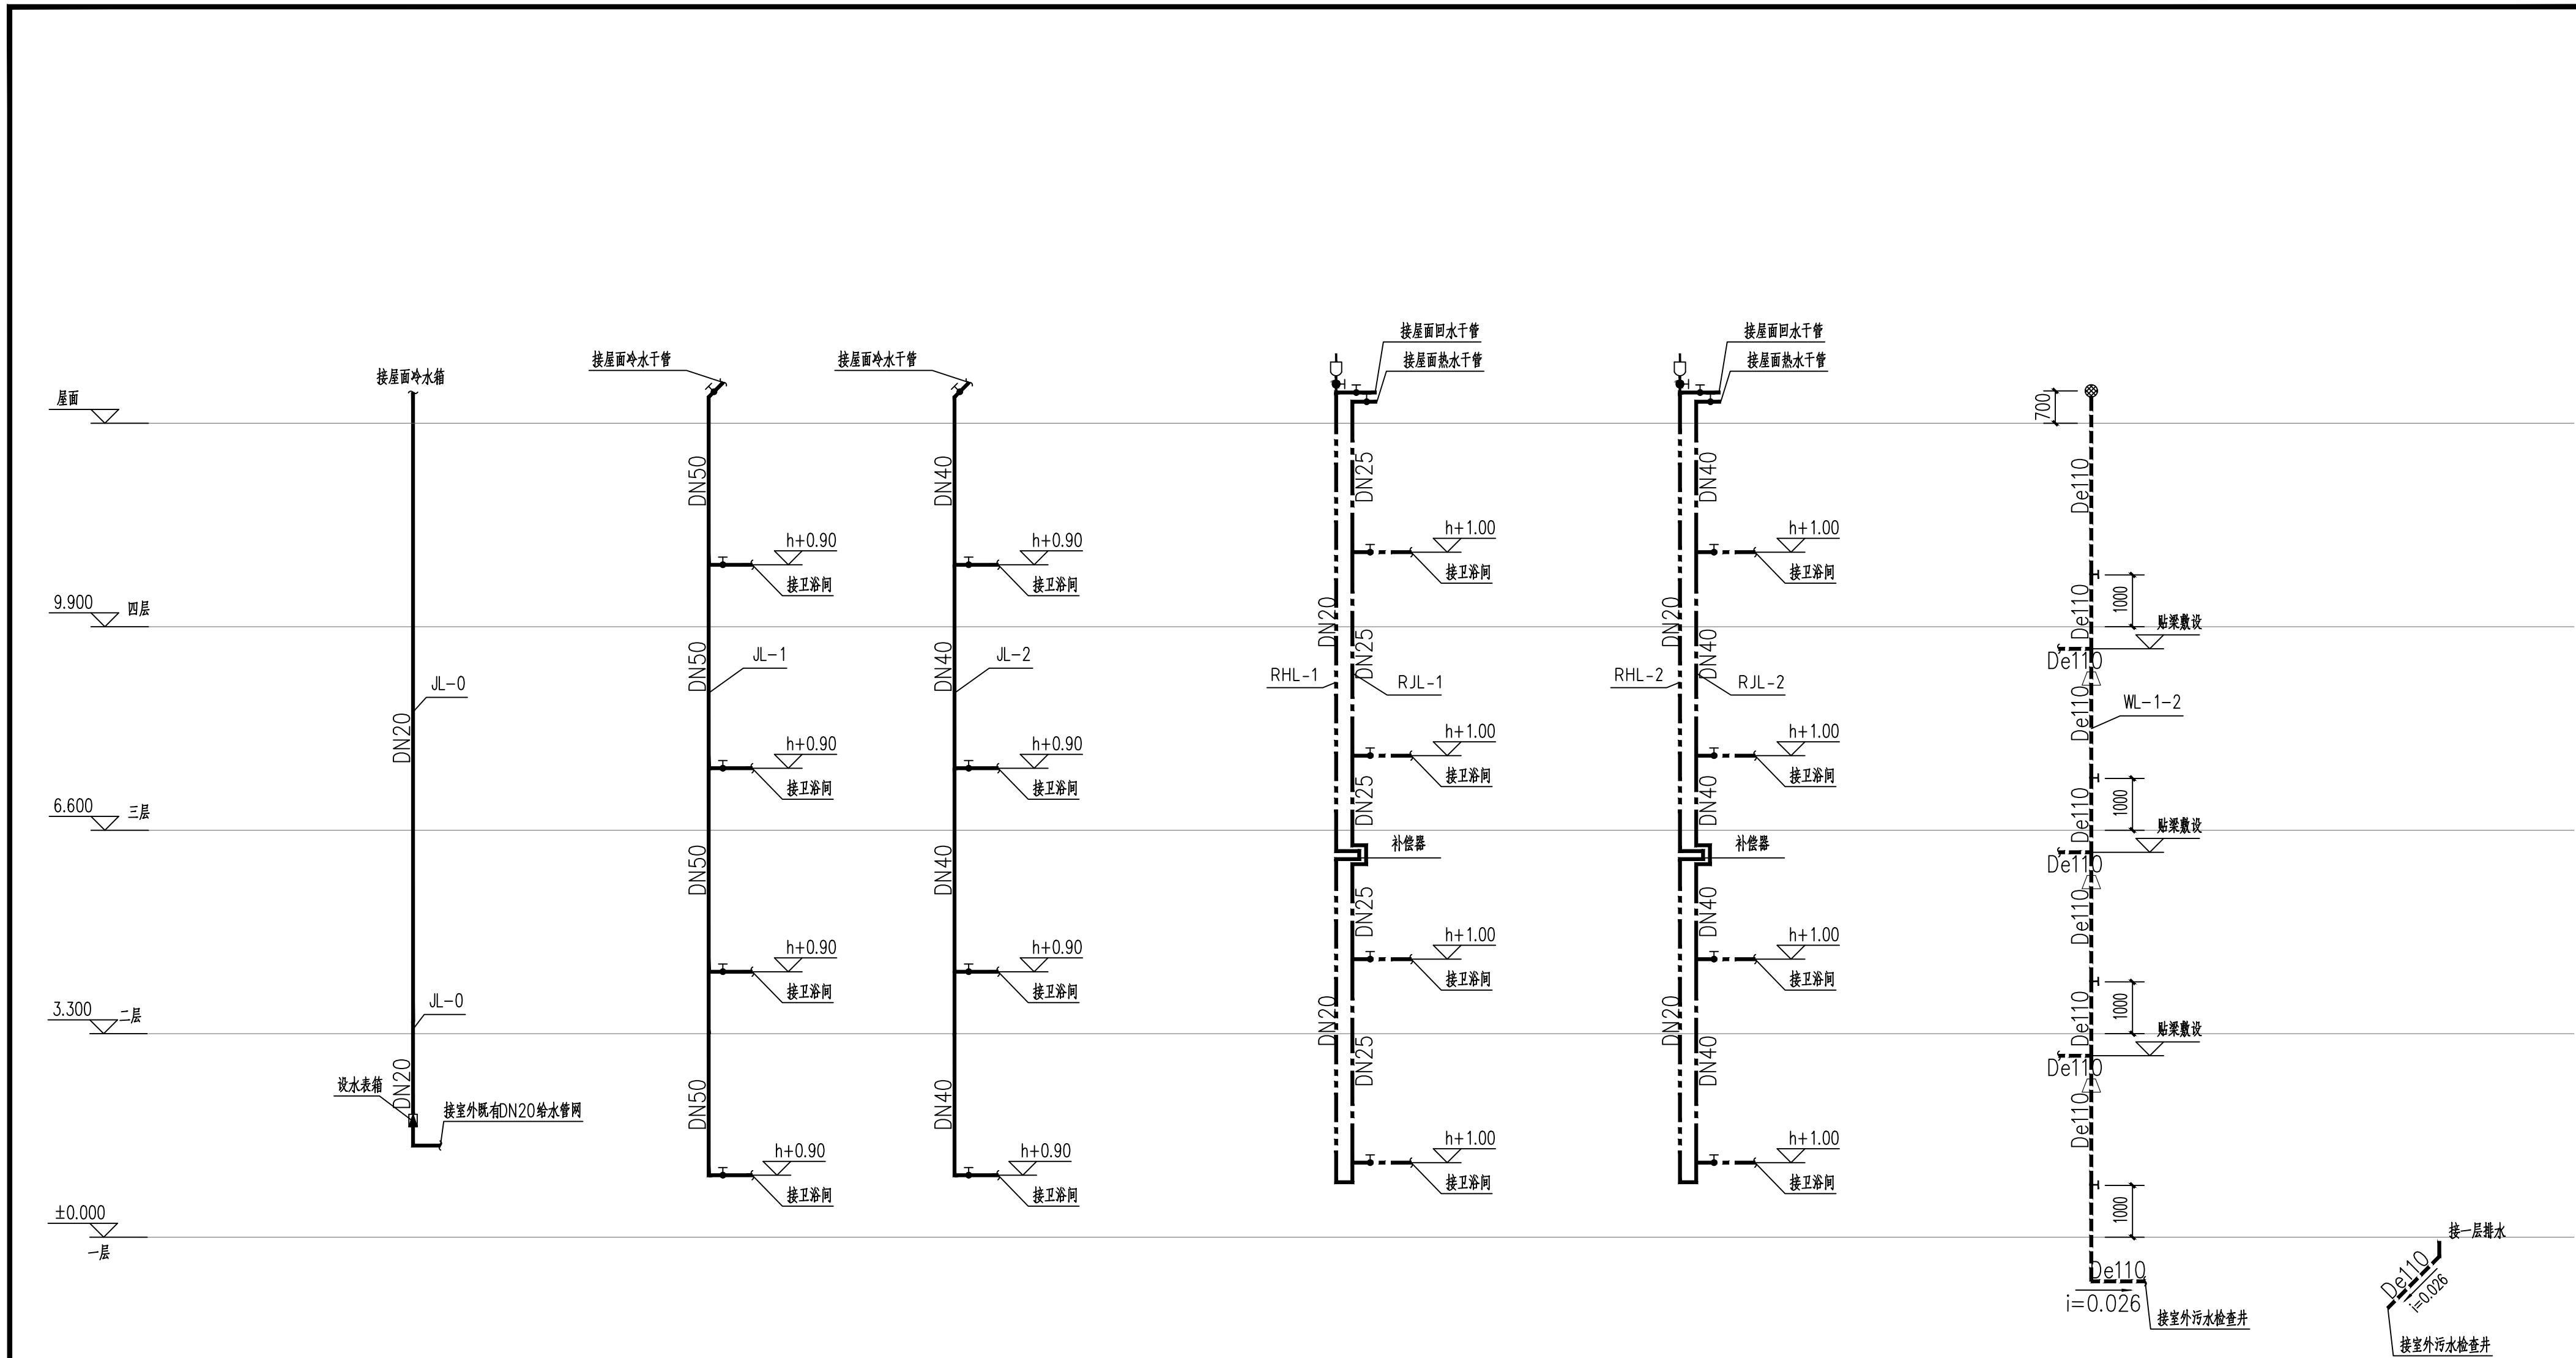 接屋面回水干管
接屋面回水干管
接屋面冷水干管
接屋面冷水干管
接屋面热水干管
接屋面热水干管
接屋面冷水箱
屋面
700
DN50
DN40
DN25
DN40
De110
h+0.90
h+0.90
h+1.00
h+1.00
接卫浴间
接卫浴间
接卫浴间
接卫浴间
9.900
四层
DN20
DN20
De110
1000
贴梁敷设
DN50
DN40
DN25
DN40
De110
JL-0
JL-1
JL-2
RHL-1
RJL-1
RHL-2
RJL-2
WL-1-2
DN20
De110
h+0.90
h+0.90
h+1.00
h+1.00
接卫浴间
接卫浴间
接卫浴间
接卫浴间
6.600
三层
DN25
DN40
De110
1000
贴梁敷设
补偿器
补偿器
De110
DN50
DN40
DN25
DN40
De110
h+0.90
h+0.90
h+1.00
h+1.00
接卫浴间
接卫浴间
接卫浴间
接卫浴间
JL-0
3.300
二层
DN20
DN20
De110
1000
贴梁敷设
De110
DN20
DN50
DN40
DN25
DN40
De110
设水表箱
接室外既有DN20给水管网
h+0.90
h+0.90
h+1.00
h+1.00
接卫浴间
接卫浴间
接卫浴间
接卫浴间
±0.000
一层
1000
接一层排水
De110
i=0.026
De110
i=0.026
接室外污水检查井
接室外污水检查井